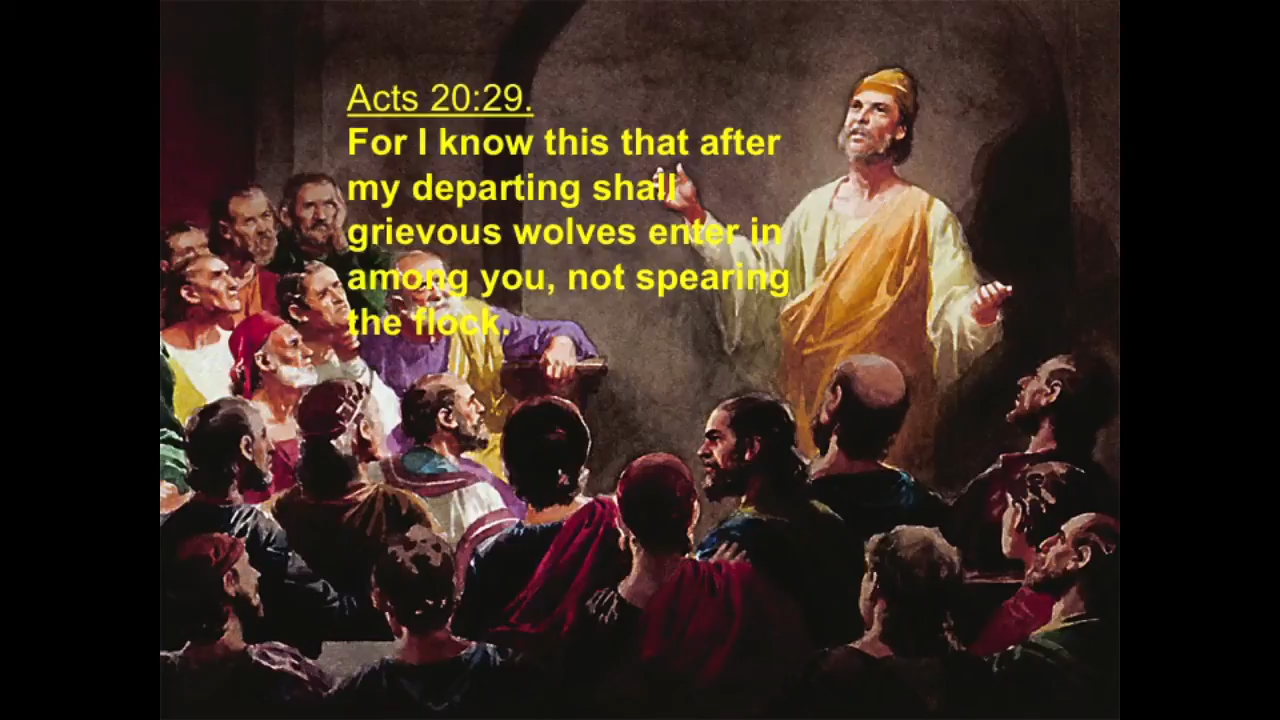 Acts 20:29.
For I know this that after
my departing shall
grievous wolves enter in
among you, not spearing
the flock.